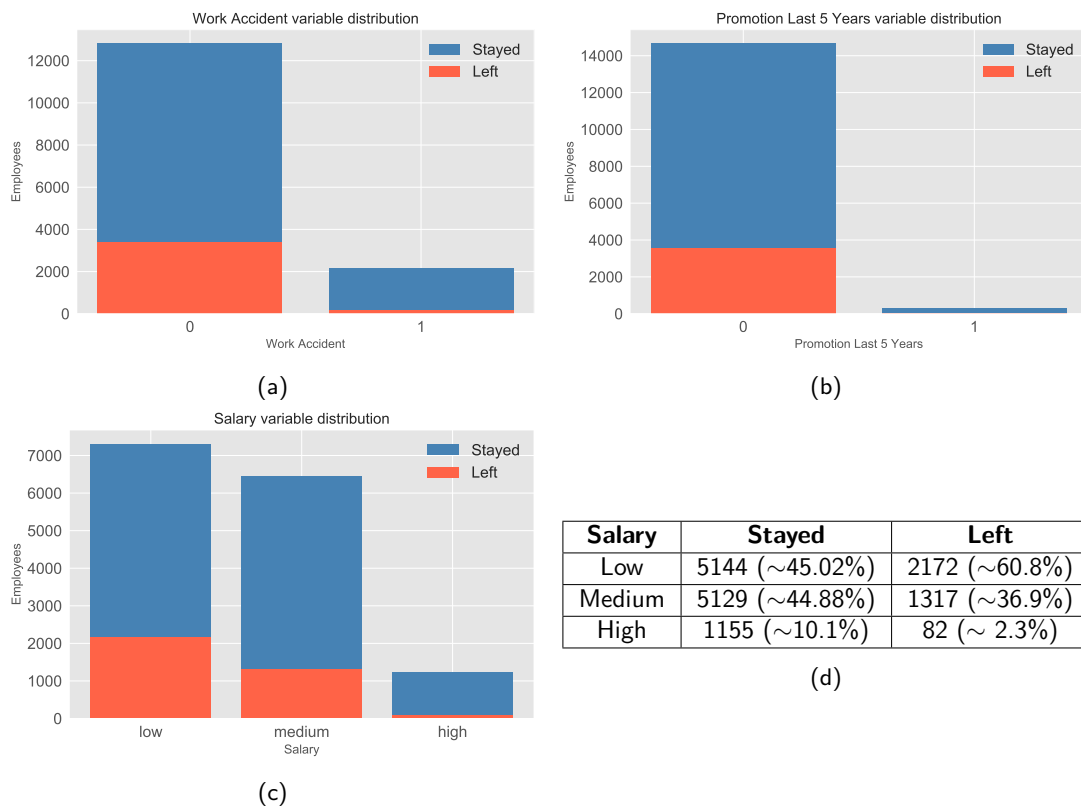 Work Accident variable distribution
Stayed
Left
12000
10000
8000
6000
4000
2000
0
Employees
0 1
Work Accident
(a)
Promotion Last 5 Years variable distribution
Stayed
Left
14000
12000
10000
8000
6000
4000
2000
0
Employees
0 1
Promotion Last 5 Years
(b)
Salary variable distribution
Stayed
Left
7000
6000
5000
4000
3000
2000
1000
0
Employees
low medium high
Salary
(c)
Salary Stayed Left
Low 5144 (∼45.02%) 2172 (∼60.8%)
Medium 5129 (∼44.88%) 1317 (∼36.9%)
High 1155 (∼10.1%) 82 (∼ 2.3%)
(d)